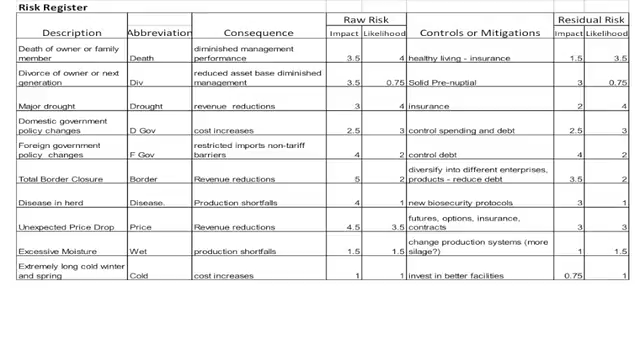 Risk Register
Raw Risk Residual Risk
Description Abbreviation Consequence Impact Likelihood Controls or Mitigations Impact Likelihood
Death of owner or family diminished management
member Death performance 3.5 4 healthy living - insurance 1.5 3.5
Divorce of owner or next reduced asset base diminished
generation Div management 3.5 0.75 Solid Pre-nuptial 3 0.75
Major drought Drought revenue reductions 3 4 insurance 2 4
Domestic government
policy changes D Gov cost increases 2.5 3 control spending and debt 2.5 3
Foreign government restricted imports non-tariff
policy changes F Gov barriers 4 2 control debt 4 2
diversify into different enterprises,
Total Border Closure Border Revenue reductions 5 2 products - reduce debt 3.5 2
Disease in herd Disease. Production shortfalls 4 1 new biosecurity protocols 3 1
futures, options, insurance,
Unexpected Price Drop Price Revenue reductions 4.5 3.5 contracts 3 3
change production systems (more
Excessive Moisture Wet production shortfalls 1.5 1.5 silage?) 1 1.5
Extremely long cold winter
and spring Cold cost increases 1 1 invest in better facilities 0.75 1